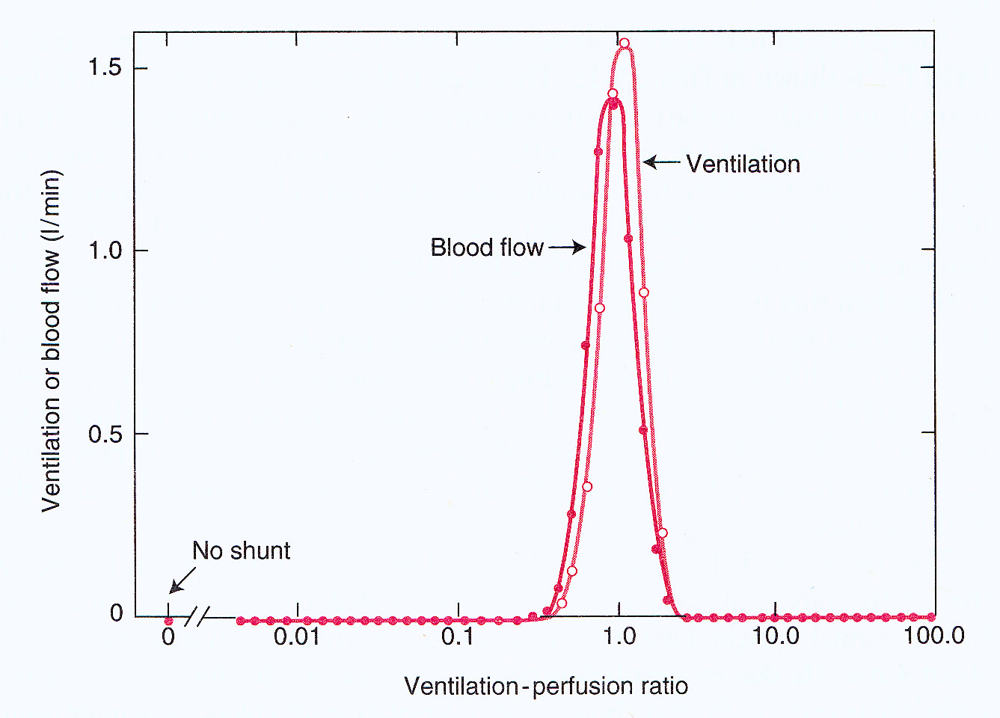 1.5
Ventilation
Blood flow
1.0
0.5
No shunt
0
0 0.01 0.1 1.0 10.0 100.0
Ventilation-perfusion ratio
Ventilation or blood flow (l/min)